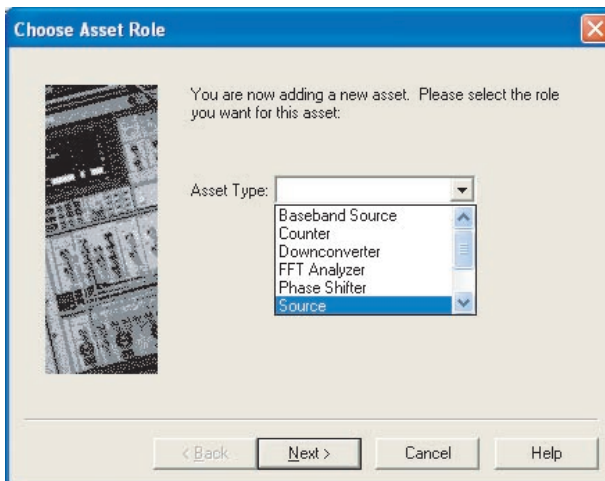 Choose Asset Role
You are now adding a new asset.  Please select the role
you want for this asset:
Asset Type:
Baseband Source
Counter
Downconverter
FFT Analyzer
Phase Shifter
Source
< Back
Next >
Cancel
Help